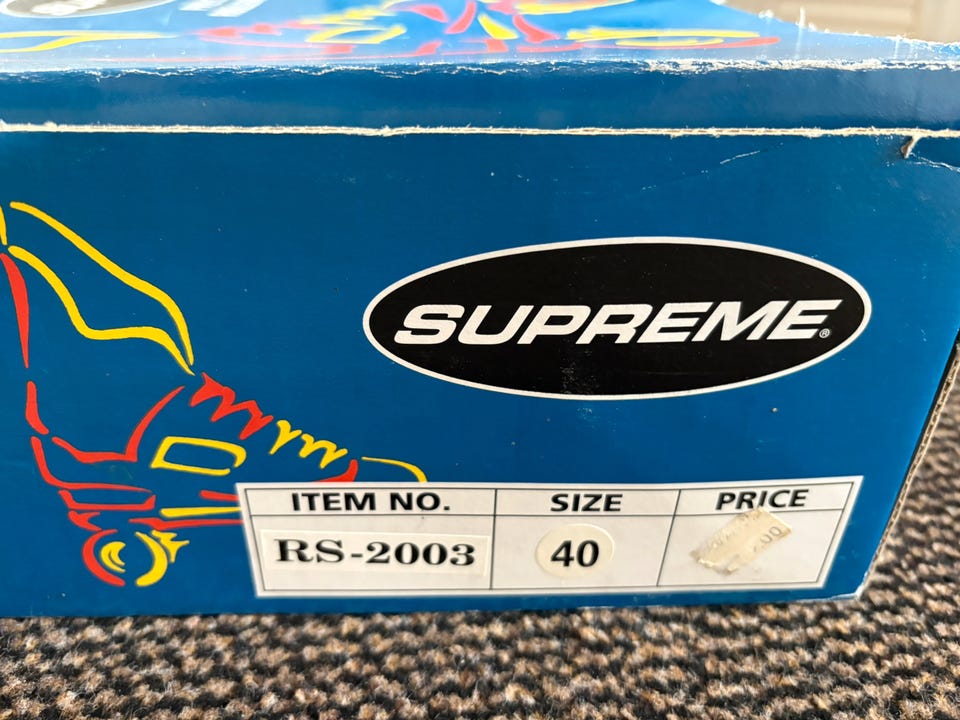 SUPREME®
ITEM NO. SIZE PRICE
RS-2003 40